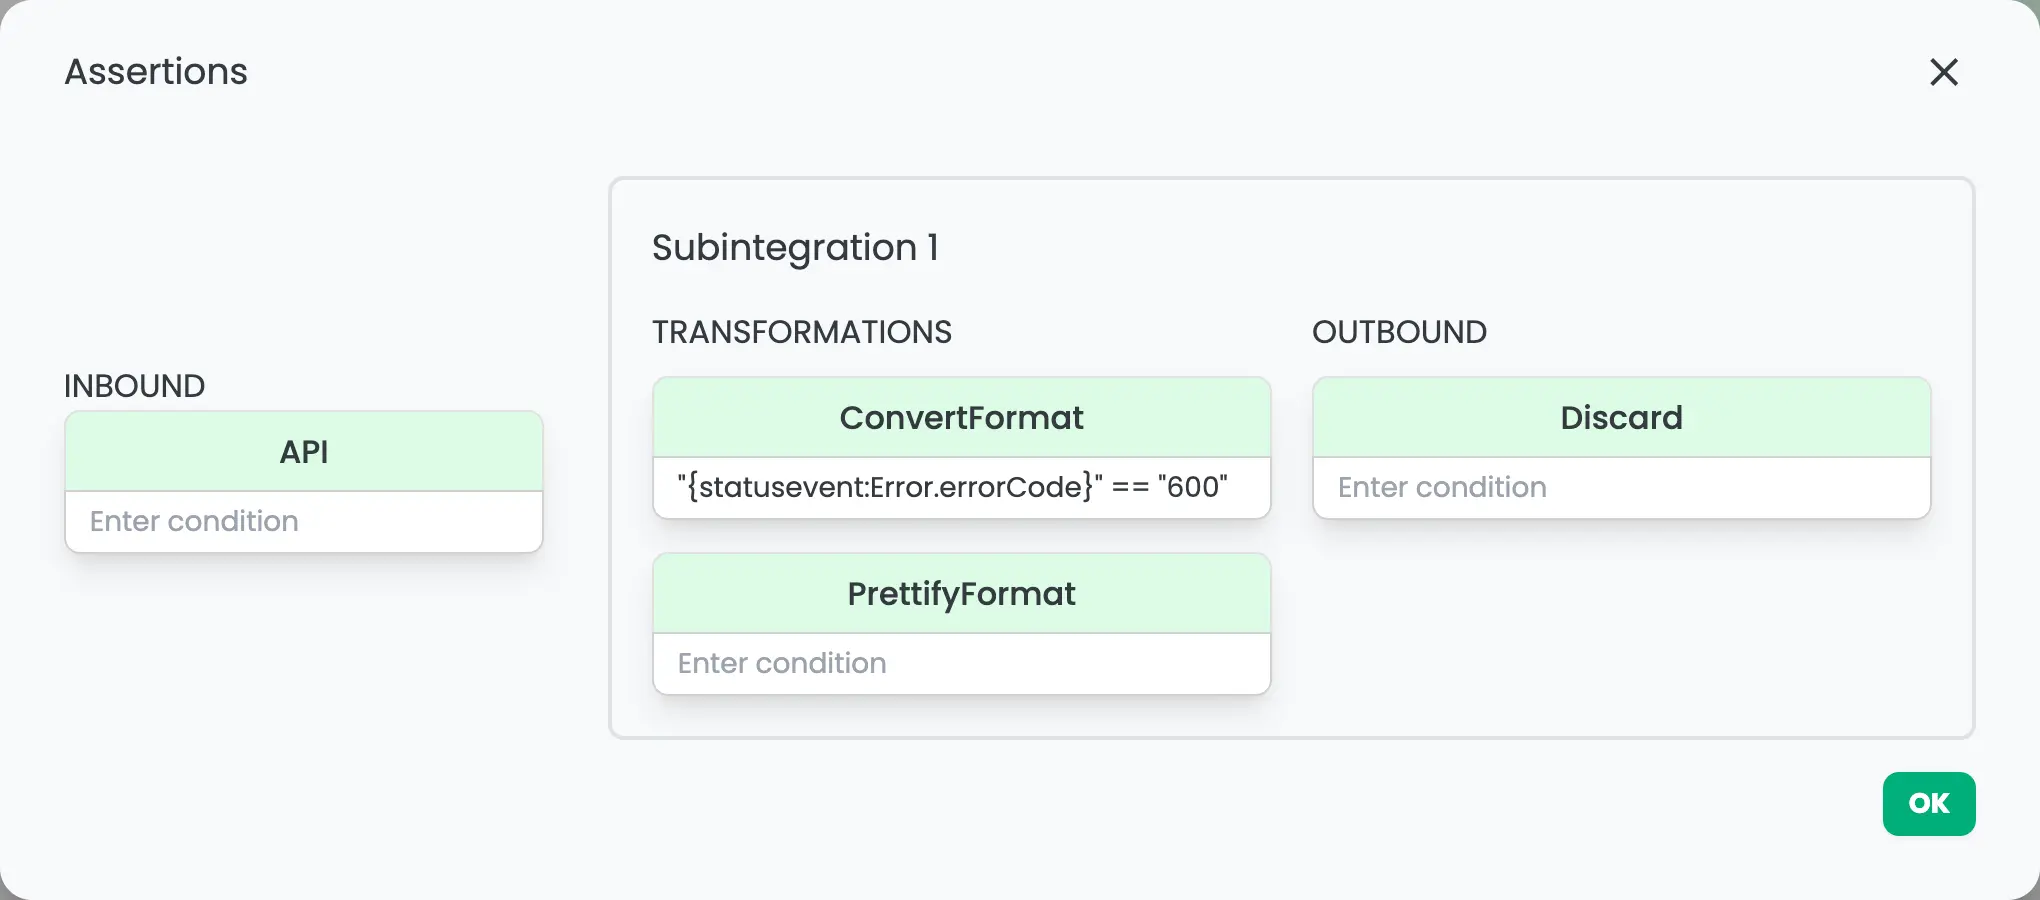 Assertions
INBOUND
API
Enter condition
Subintegration 1
TRANSFORMATIONS
ConvertFormat
"{statusevent:Error.errorCode}" == "600"
PrettifyFormat
Enter condition
OUTBOUND
Discard
Enter condition
OK